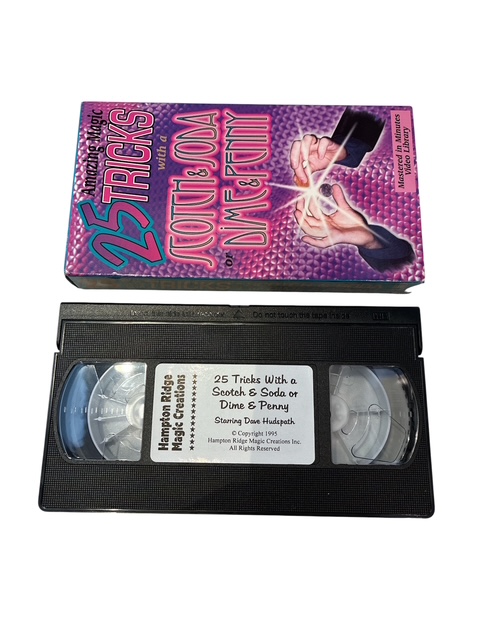 Amazing Magic
25 TRICKS
with a
SCOTCH & SODA
or
DIME & PENNY
Mastered in Minutes
Video Library
Do not touch the tape inside
Hampton Ridge
Magic Creations
25 Tricks With a
Scotch & Soda or
Dime & Penny
Starring Dave Hudspath
© Copyright 1995
Hampton Ridge Magic Creations Inc.
All Rights Reserved